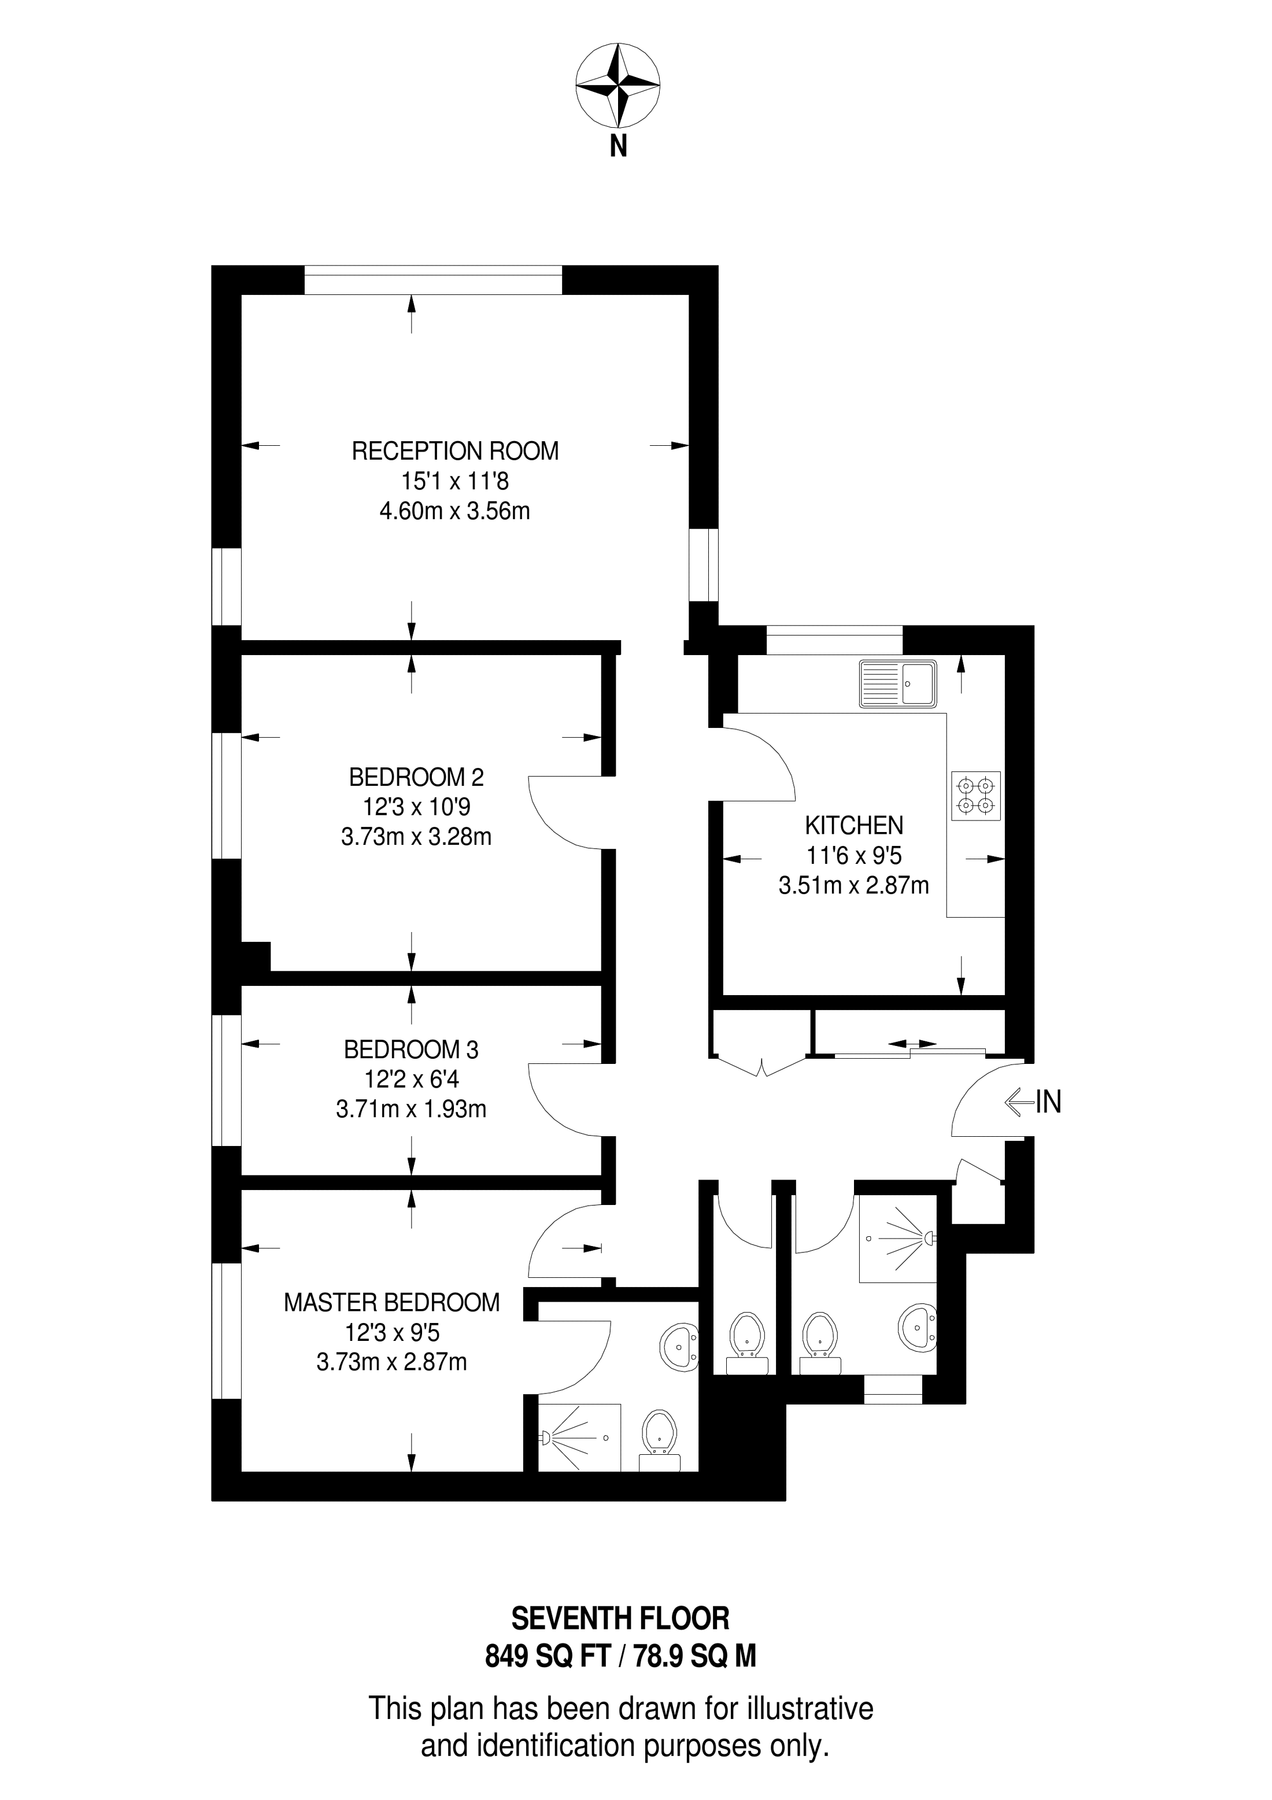 N
RECEPTION ROOM
15'1 x 11'8
4.60m x 3.56m
BEDROOM 2
12'3 x 10'9
3.73m x 3.28m
KITCHEN
11'6 x 9'5
3.51m x 2.87m
BEDROOM 3
12'2 x 6'4
3.71m x 1.93m
IN
MASTER BEDROOM
12'3 x 9'5
3.73m x 2.87m
SEVENTH FLOOR
849 SQ FT / 78.9 SQ M
This plan has been drawn for illustrative
and identification purposes only.